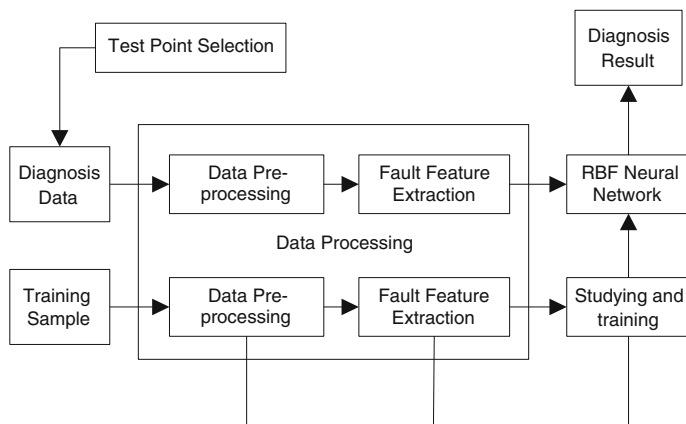 Test Point Selection
Diagnosis
Result
Diagnosis
Data
Data Pre-
processing
Fault Feature
Extraction
RBF Neural
Network
Data Processing
Training
Sample
Data Pre-
processing
Fault Feature
Extraction
Studying and
training